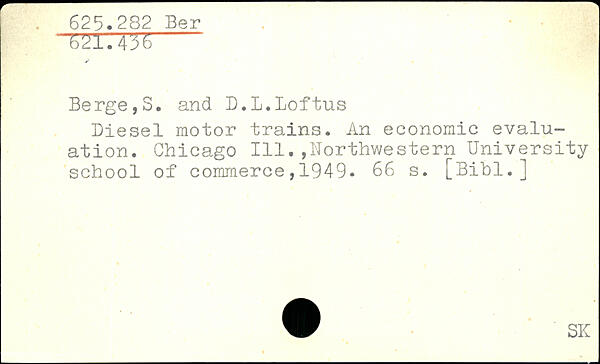 625.282 Ber
621.436
Berge,S. and D.L.Loftus
Diesel motor trains. An economic evalu-
ation. Chicago Ill.,Northwestern University
school of commerce,1949. 66 s. [Bibl.]
SK